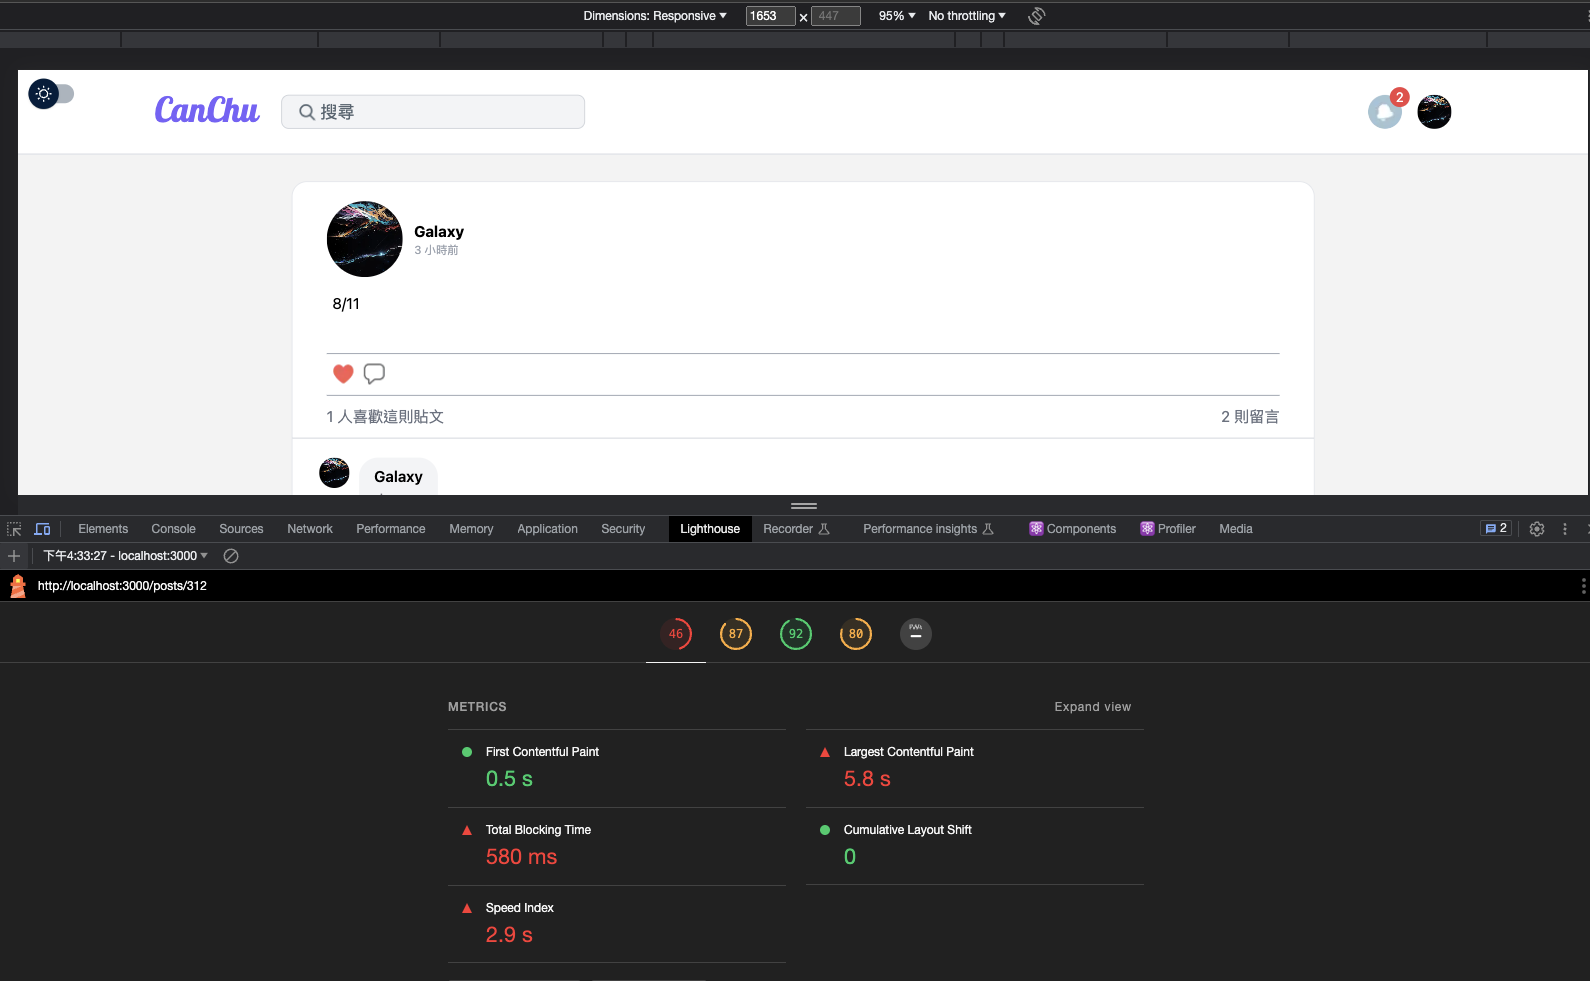 Dimensions: Responsive 1653 × 447 95% No throttling
CanChu
搜尋
2
Galaxy
3 小時前
8/11
1 人喜歡這則貼文
2 則留言
Galaxy
Elements Console Sources Network Performance Memory Application Security Lighthouse Recorder Performance insights Components Profiler Media 2
下午4:33:27 - localhost:3000
http://localhost:3000/posts/312
46 87 92 80 PWA
METRICS
Expand view
First Contentful Paint
0.5 s
Largest Contentful Paint
5.8 s
Total Blocking Time
580 ms
Cumulative Layout Shift
0
Speed Index
2.9 s